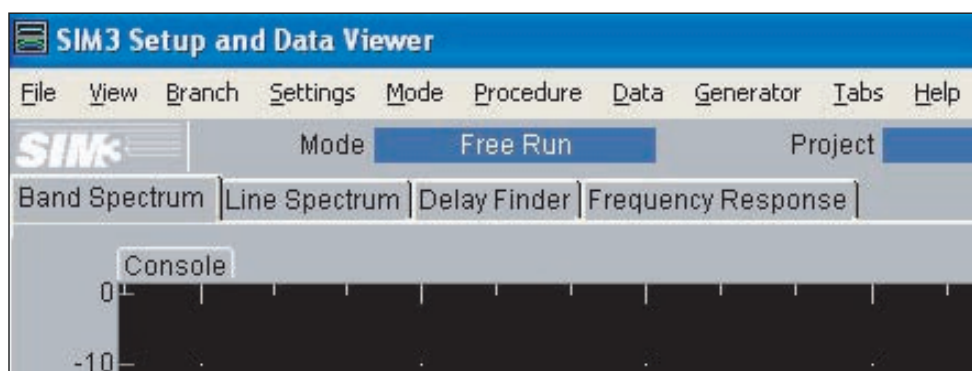 SIM3 Setup and Data Viewer
File View Branch Settings Mode Procedure Data Generator Tabs Help
SIM3 Mode Free Run Project
Band Spectrum Line Spectrum Delay Finder Frequency Response
Console
0
-10